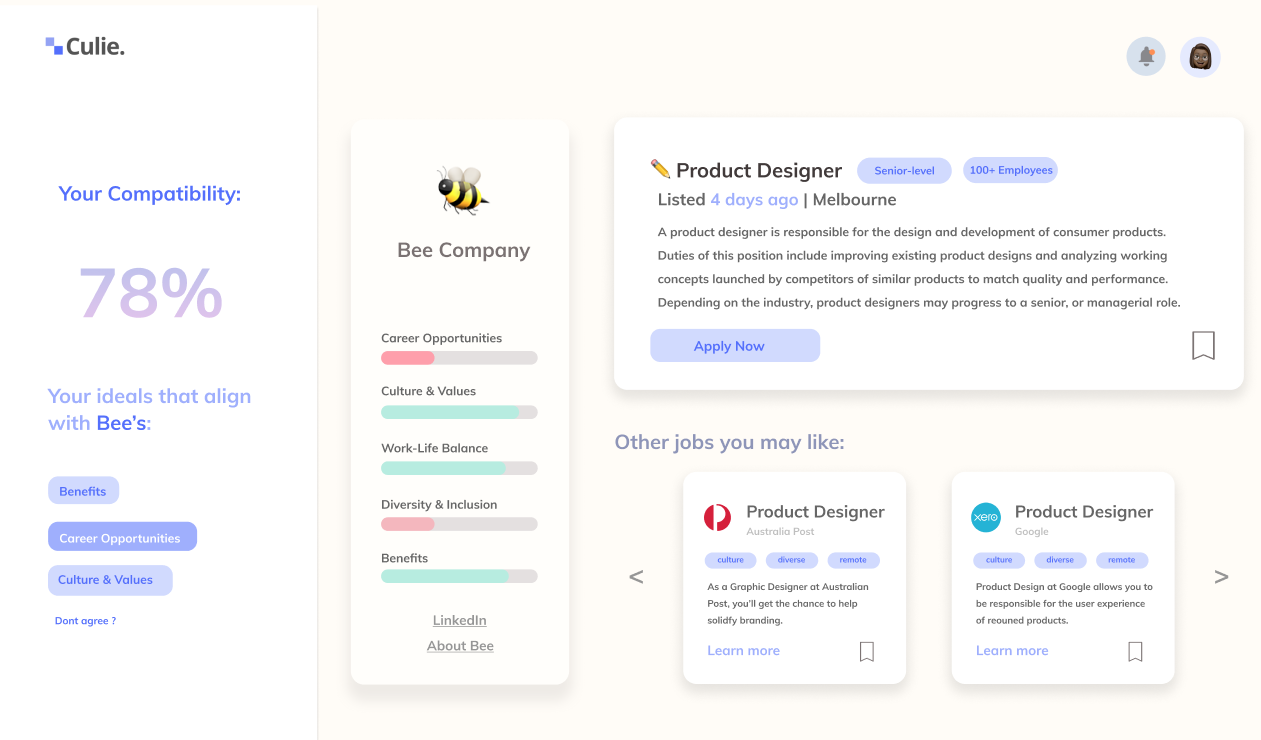 Culie.
Your Compatibility:
78%
Your ideals that align
with Bee's:
Benefits
Career Opportunities
Culture & Values
Dont agree ?
Bee Company
Career Opportunities
Culture & Values
Work-Life Balance
Diversity & Inclusion
Benefits
LinkedIn
About Bee
Product Designer Senior-level 100+ Employees
Listed 4 days ago | Melbourne
A product designer is responsible for the design and development of consumer products.
Duties of this position include improving existing product designs and analyzing working
concepts launched by competitors of similar products to match quality and performance.
Depending on the industry, product designers may progress to a senior, or managerial role.
Apply Now
Other jobs you may like:
<
Product Designer
Australia Post
culture diverse remote
As a Graphic Designer at Australian
Post, you'll get the chance to help
solidfy branding.
Learn more
xero
Product Designer
Google
culture diverse remote
Product Design at Google allows you to
be responsible for the user experience
of reouned products.
Learn more
>